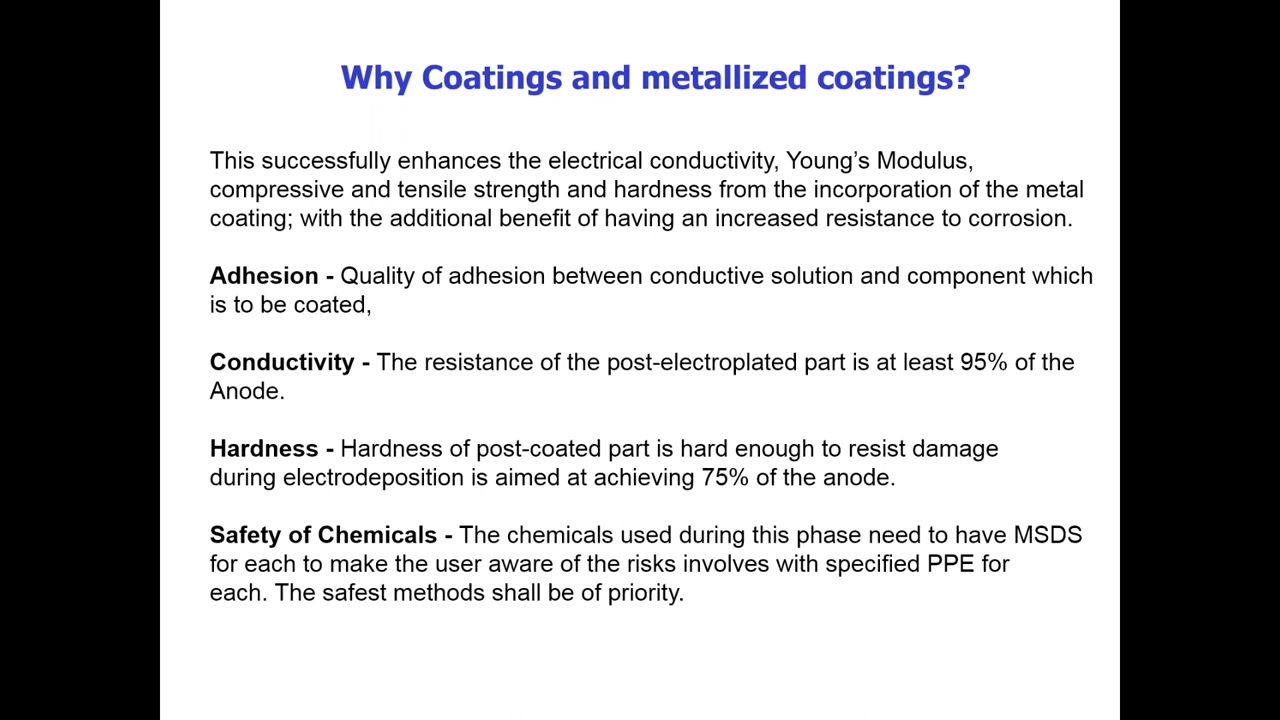 Why Coatings and metallized coatings?
This successfully enhances the electrical conductivity, Young's Modulus,
compressive and tensile strength and hardness from the incorporation of the metal
coating; with the additional benefit of having an increased resistance to corrosion.
Adhesion - Quality of adhesion between conductive solution and component which
is to be coated,
Conductivity - The resistance of the post-electroplated part is at least 95% of the
Anode.
Hardness - Hardness of post-coated part is hard enough to resist damage
during electrodeposition is aimed at achieving 75% of the anode.
Safety of Chemicals - The chemicals used during this phase need to have MSDS
for each to make the user aware of the risks involves with specified PPE for
each. The safest methods shall be of priority.